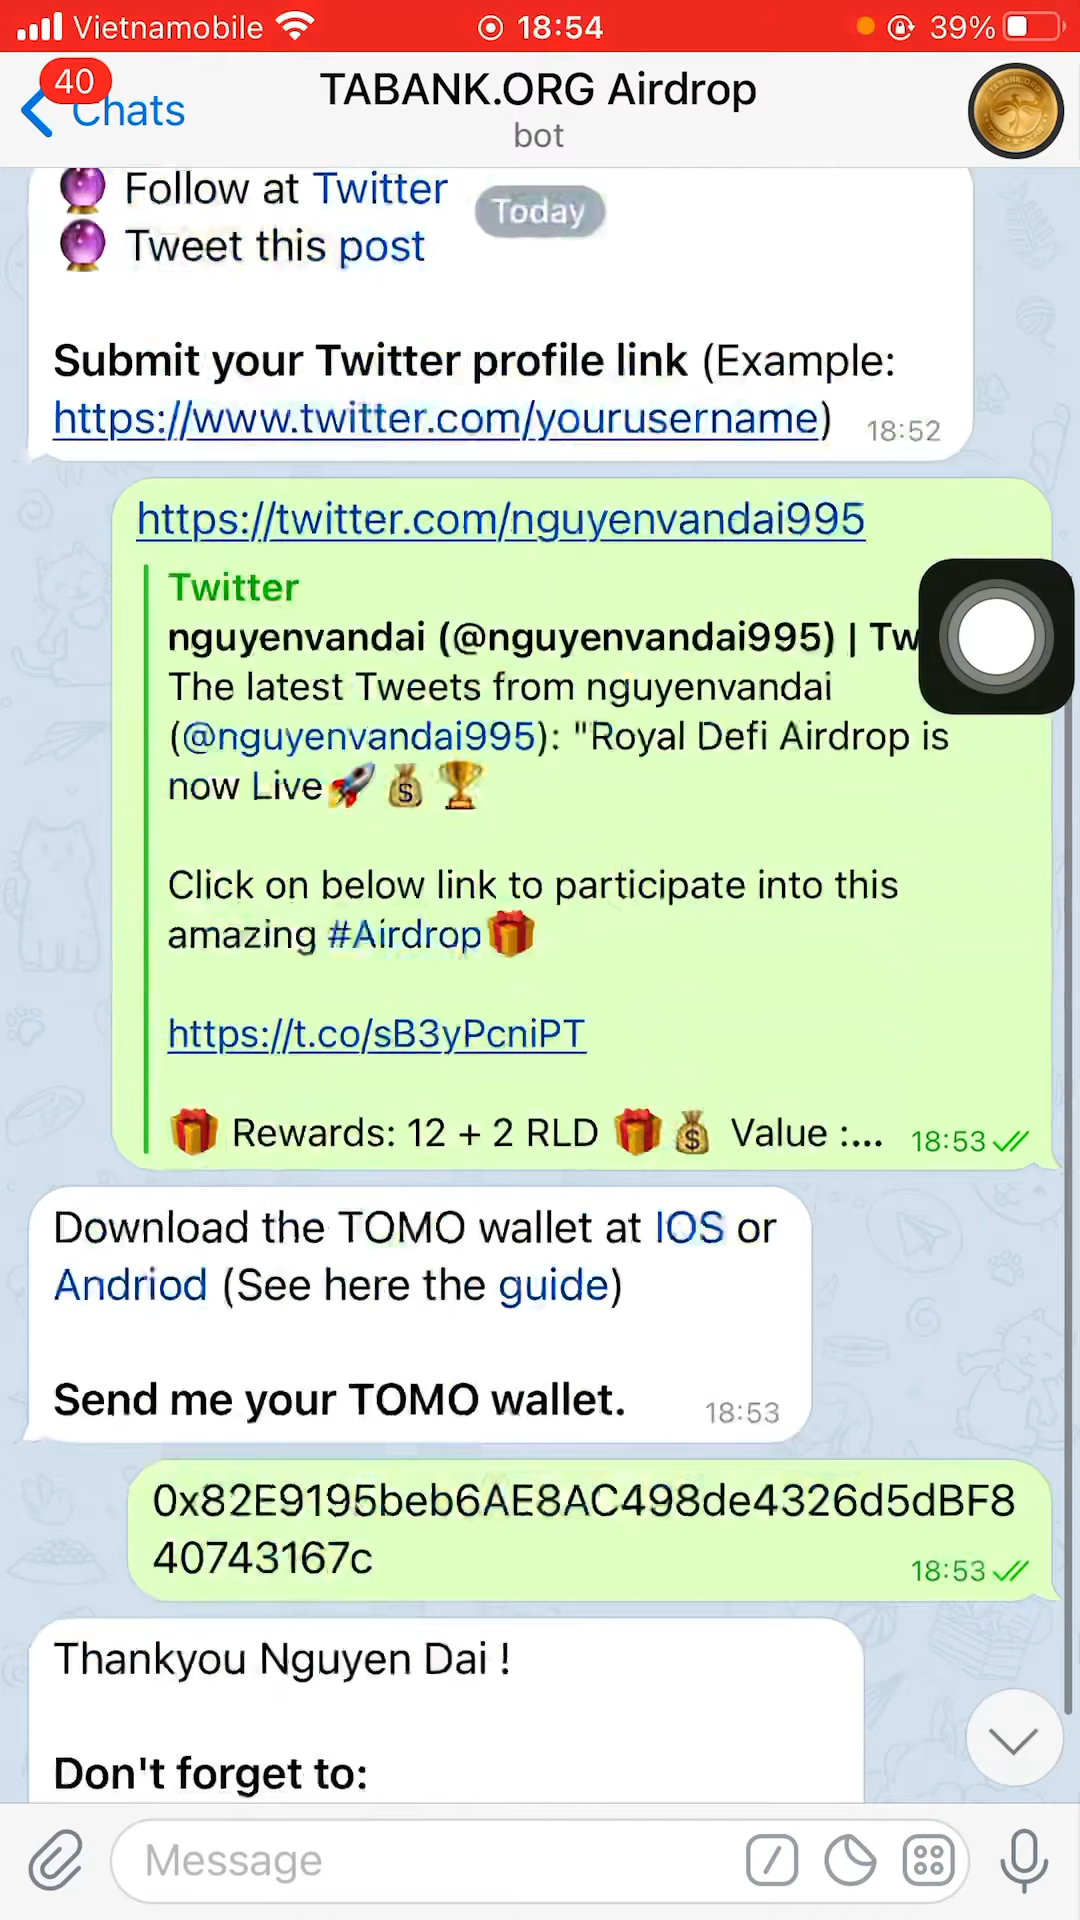 Vietnamobile 18:54 39%
40
Chats
TABANK.ORG Airdrop
bot
Follow at Twitter
Today
Tweet this post
Submit your Twitter profile link (Example:
https://www.twitter.com/yourusername) 18:52
https://twitter.com/nguyenvandai995
Twitter
nguyenvandai (@nguyenvandai995) | Tw
The latest Tweets from nguyenvandai
(@nguyenvandai995): "Royal Defi Airdrop is
now Live🚀 💰 🏆
Click on below link to participate into this
amazing #Airdrop🎁
https://t.co/sB3yPcniPT
🎁 Rewards: 12 + 2 RLD 🎁 💰 Value :... 18:53
Download the TOMO wallet at IOS or
Andriod (See here the guide)
Send me your TOMO wallet. 18:53
0x82E9195beb6AE8AC498de4326d5dBF8
40743167c 18:53
Thankyou Nguyen Dai !
Don't forget to:
Message